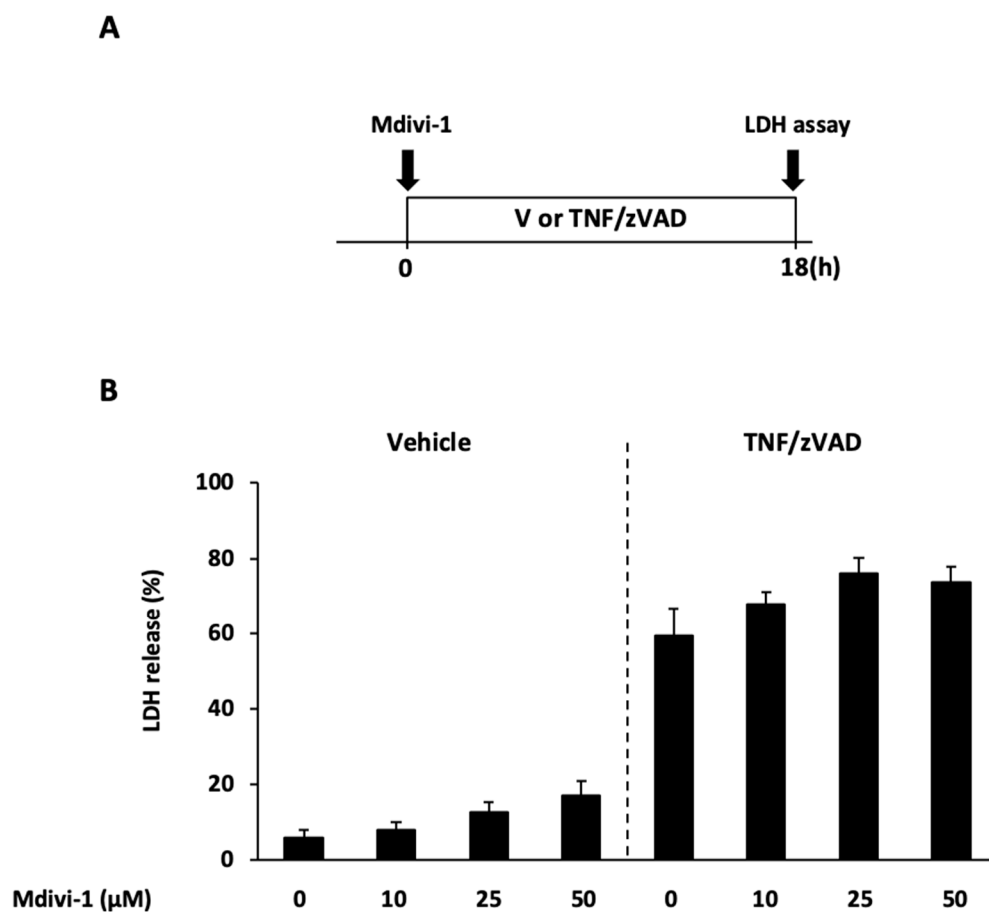 A
Mdivi-1 LDH assay
V or TNF/zVAD
0 18(h)
B
Vehicle TNF/zVAD
100
80
60
40
20
0
LDH release (%)
Mdivi-1 (μM) 0 10 25 50 0 10 25 50